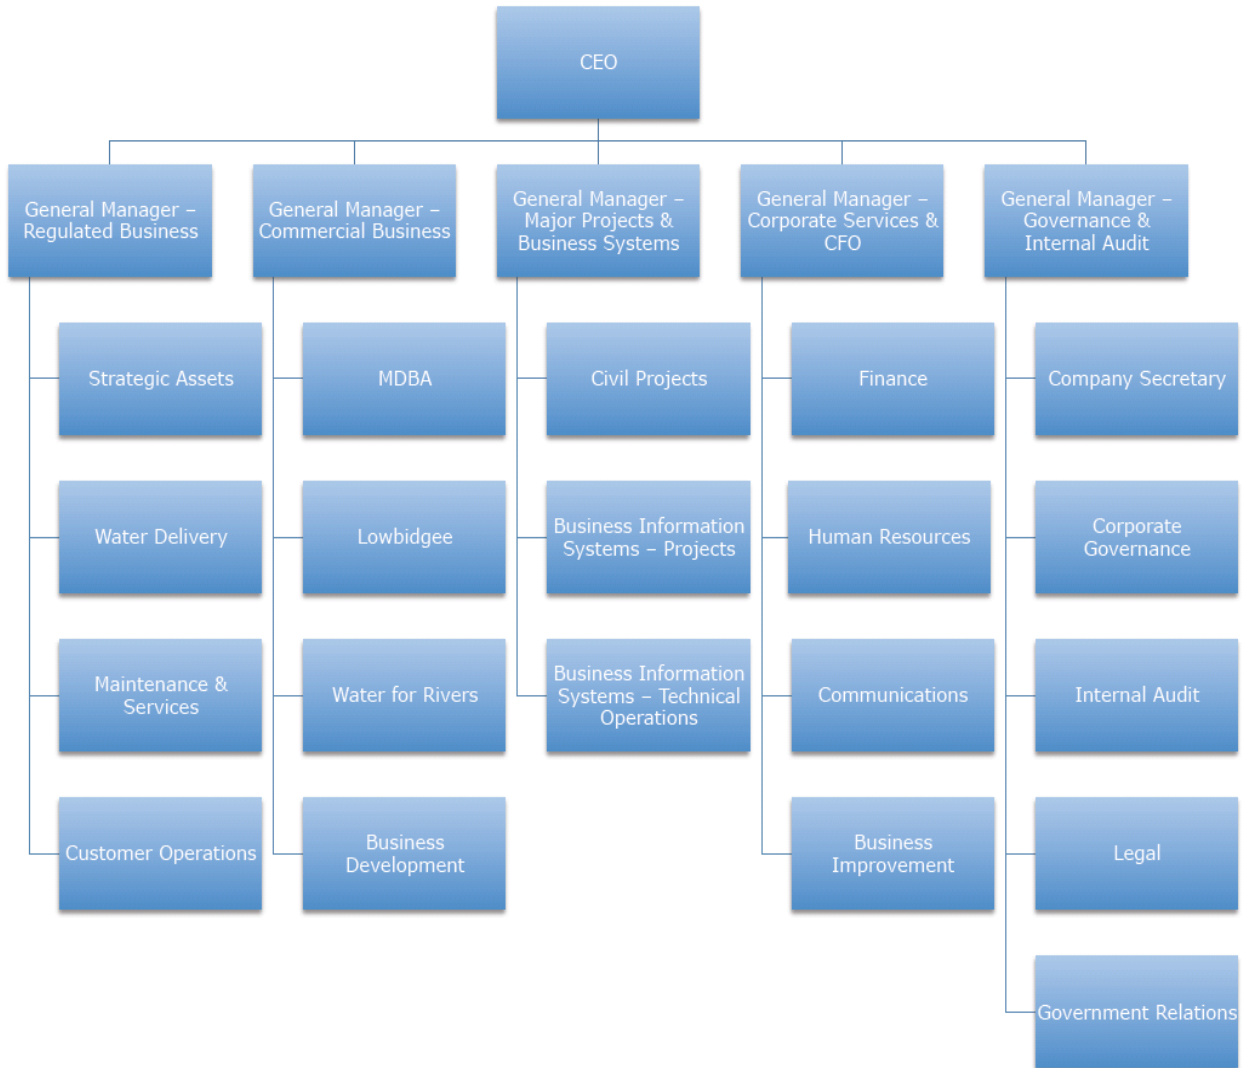 CEO
General Manager –
Regulated Business
General Manager –
Commercial Business
General Manager –
Major Projects &
Business Systems
General Manager –
Corporate Services &
CFO
General Manager –
Governance &
Internal Audit
Strategic Assets
MDBA
Civil Projects
Finance
Company Secretary
Water Delivery
Lowbidgee
Business Information
Systems – Projects
Human Resources
Corporate
Governance
Maintenance &
Services
Water for Rivers
Business Information
Systems – Technical
Operations
Communications
Internal Audit
Customer Operations
Business
Development
Business
Improvement
Legal
Government Relations